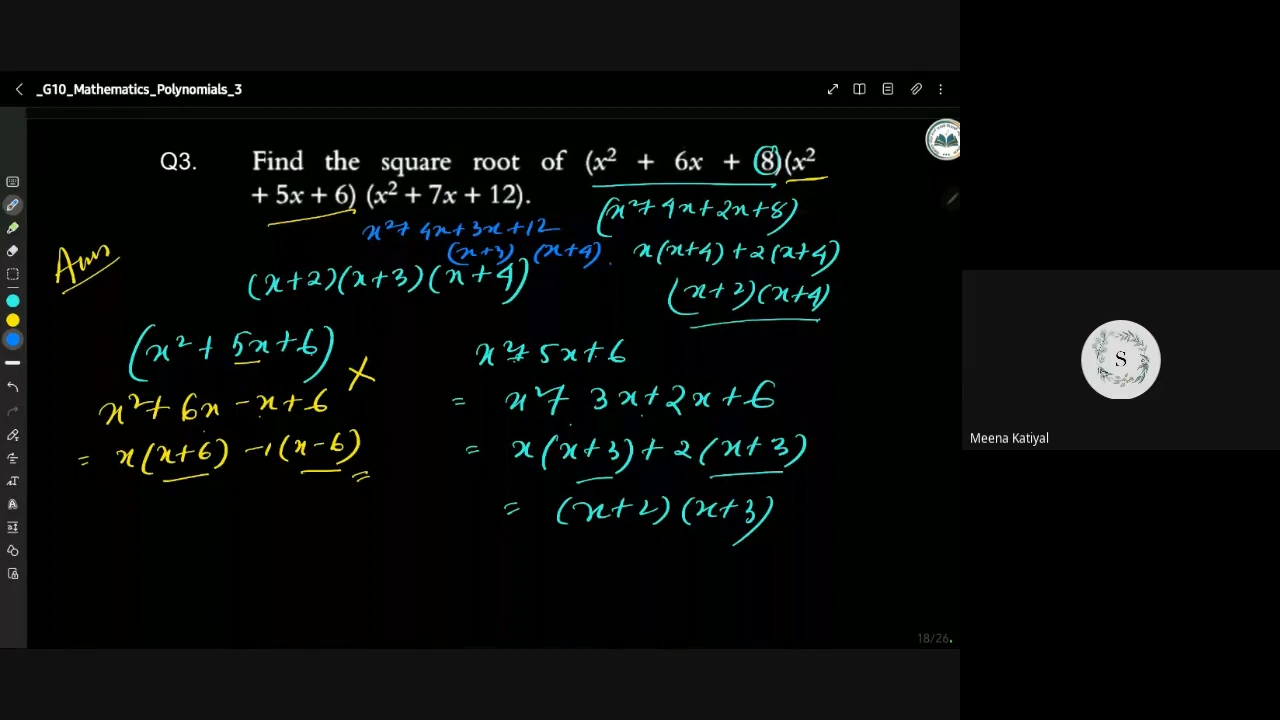 _G10_Mathematics_Polynomials_3
Q3. Find the square root of (x² + 6x + 8)(x²
+ 5x + 6) (x² + 7x + 12).
(x²+4x+2x+8)
x²+4x+3x+12
(x+3) (x+4)
x(x+4)+2(x+4)
Ans
(x+2)(x+3)(x+4)
(x+2)(x+4)
(x²+5x+6)
x²+6x-x+6
= x(x+6) -1(x-6)
=
x²+5x+6
= x²+3x+2x+6
= x(x+3)+2(x+3)
= (x+2)(x+3)
18/26
S
Meena Katiyal